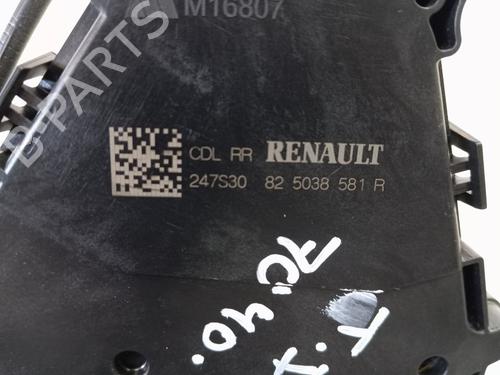 M16807
CDL RR RENAULT
247S30 82 5038 581 R
B-PARTS